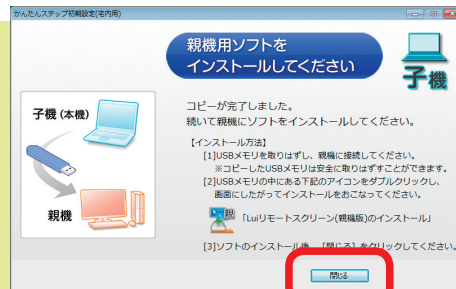 かんたんステップ初期設定(宅内用)
親機用ソフトを
インストールしてください
子機
子機 (本機)
親機
コピーが完了しました。
続いて親機にソフトをインストールしてください。
【インストール方法】
[1]USBメモリを取りはずし、親機に接続してください。
※コピーしたUSBメモリは安全に取りはずすことができます。
[2]USBメモリの中にある下記のアイコンをダブルクリックし、
画面にしたがってインストールをおこなってください。
親
「Luiリモートスクリーン(親機版)のインストール」
[3]ソフトのインストール後、[閉じる] をクリックしてください。
閉じる